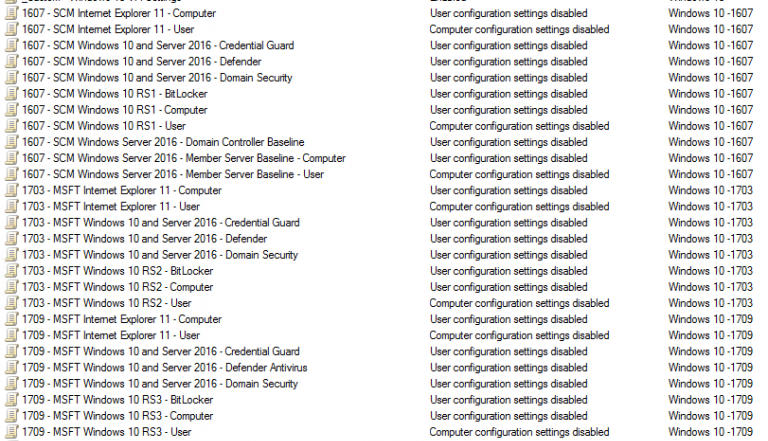 1607 - SCM Internet Explorer 11 - Computer User configuration settings disabled Windows 10 -1607
1607 - SCM Internet Explorer 11 - User Computer configuration settings disabled Windows 10 -1607
1607 - SCM Windows 10 and Server 2016 - Credential Guard User configuration settings disabled Windows 10 -1607
1607 - SCM Windows 10 and Server 2016 - Defender User configuration settings disabled Windows 10 -1607
1607 - SCM Windows 10 and Server 2016 - Domain Security User configuration settings disabled Windows 10 -1607
1607 - SCM Windows 10 RS1 - BitLocker User configuration settings disabled Windows 10 -1607
1607 - SCM Windows 10 RS1 - Computer User configuration settings disabled Windows 10 -1607
1607 - SCM Windows 10 RS1 - User Computer configuration settings disabled Windows 10 -1607
1607 - SCM Windows Server 2016 - Domain Controller Baseline User configuration settings disabled Windows 10 -1607
1607 - SCM Windows Server 2016 - Member Server Baseline - Computer User configuration settings disabled Windows 10 -1607
1607 - SCM Windows Server 2016 - Member Server Baseline - User Computer configuration settings disabled Windows 10 -1607
1703 - MSFT Internet Explorer 11 - Computer User configuration settings disabled Windows 10 -1703
1703 - MSFT Internet Explorer 11 - User Computer configuration settings disabled Windows 10 -1703
1703 - MSFT Windows 10 and Server 2016 - Credential Guard User configuration settings disabled Windows 10 -1703
1703 - MSFT Windows 10 and Server 2016 - Defender User configuration settings disabled Windows 10 -1703
1703 - MSFT Windows 10 and Server 2016 - Domain Security User configuration settings disabled Windows 10 -1703
1703 - MSFT Windows 10 RS2 - BitLocker User configuration settings disabled Windows 10 -1703
1703 - MSFT Windows 10 RS2 - Computer User configuration settings disabled Windows 10 -1703
1703 - MSFT Windows 10 RS2 - User Computer configuration settings disabled Windows 10 -1703
1709 - MSFT Internet Explorer 11 - Computer User configuration settings disabled Windows 10 -1709
1709 - MSFT Internet Explorer 11 - User Computer configuration settings disabled Windows 10 -1709
1709 - MSFT Windows 10 and Server 2016 - Credential Guard User configuration settings disabled Windows 10 -1709
1709 - MSFT Windows 10 and Server 2016 - Defender Antivirus User configuration settings disabled Windows 10 -1709
1709 - MSFT Windows 10 and Server 2016 - Domain Security User configuration settings disabled Windows 10 -1709
1709 - MSFT Windows 10 RS3 - BitLocker User configuration settings disabled Windows 10 -1709
1709 - MSFT Windows 10 RS3 - Computer User configuration settings disabled Windows 10 -1709
1709 - MSFT Windows 10 RS3 - User Computer configuration settings disabled Windows 10 -1709